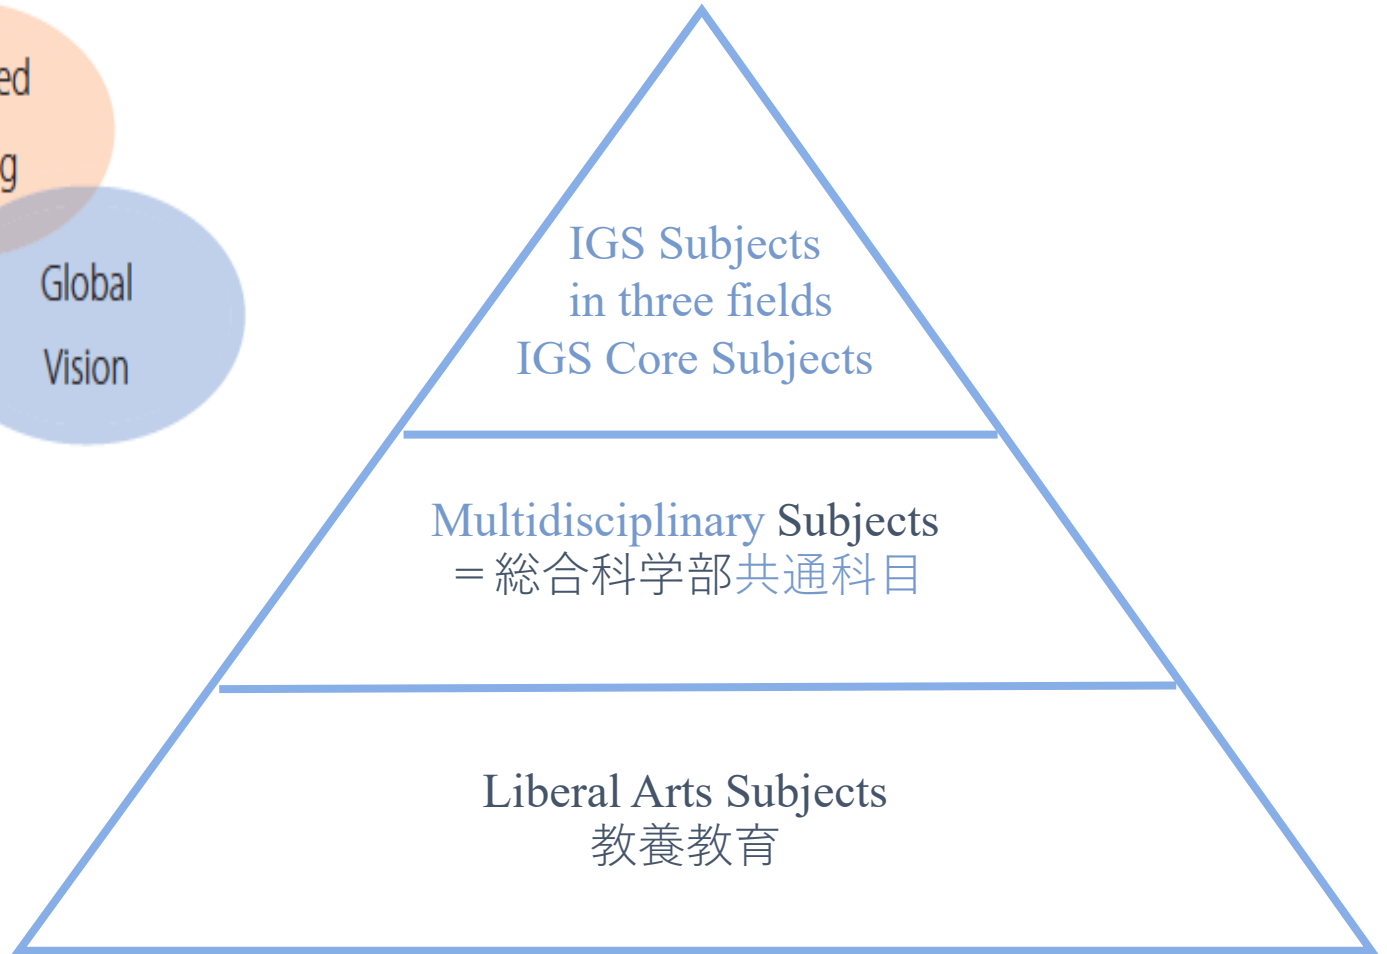 Global
Vision
IGS Subjects
in three fields
IGS Core Subjects
Multidisciplinary Subjects
＝総合科学部共通科目
Liberal Arts Subjects
教養教育